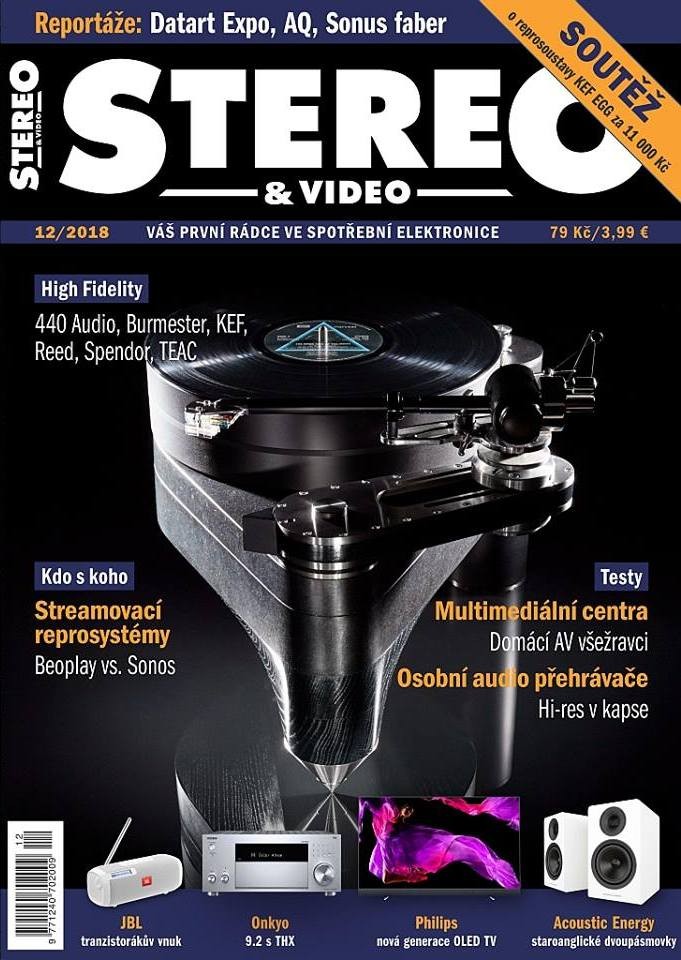 Reportáže: Datart Expo, AQ, Sonus faber
SOUTĚŽ
o reprosoustavy KEF EGG za 11 000 Kč
STEREO
& VIDEO
STEREO
& VIDEO
12/2018
VÁŠ PRVNÍ RÁDCE VE SPOTŘEBNÍ ELEKTRONICE
79 Kč/3,99 €
High Fidelity
440 Audio, Burmester, KEF,
Reed, Spendor, TEAC
Kdo s koho
Streamovací
reprosystémy
Beoplay vs. Sonos
Testy
Multimediální centra
Domácí AV všežravci
Osobní audio přehrávače
Hi-res v kapse
12
9 771240 702009
JBL
JBL
tranzistorákův vnuk
Onkyo
9.2 s THX
Philips
nová generace OLED TV
Acoustic Energy
staroanglické dvoupásmovky